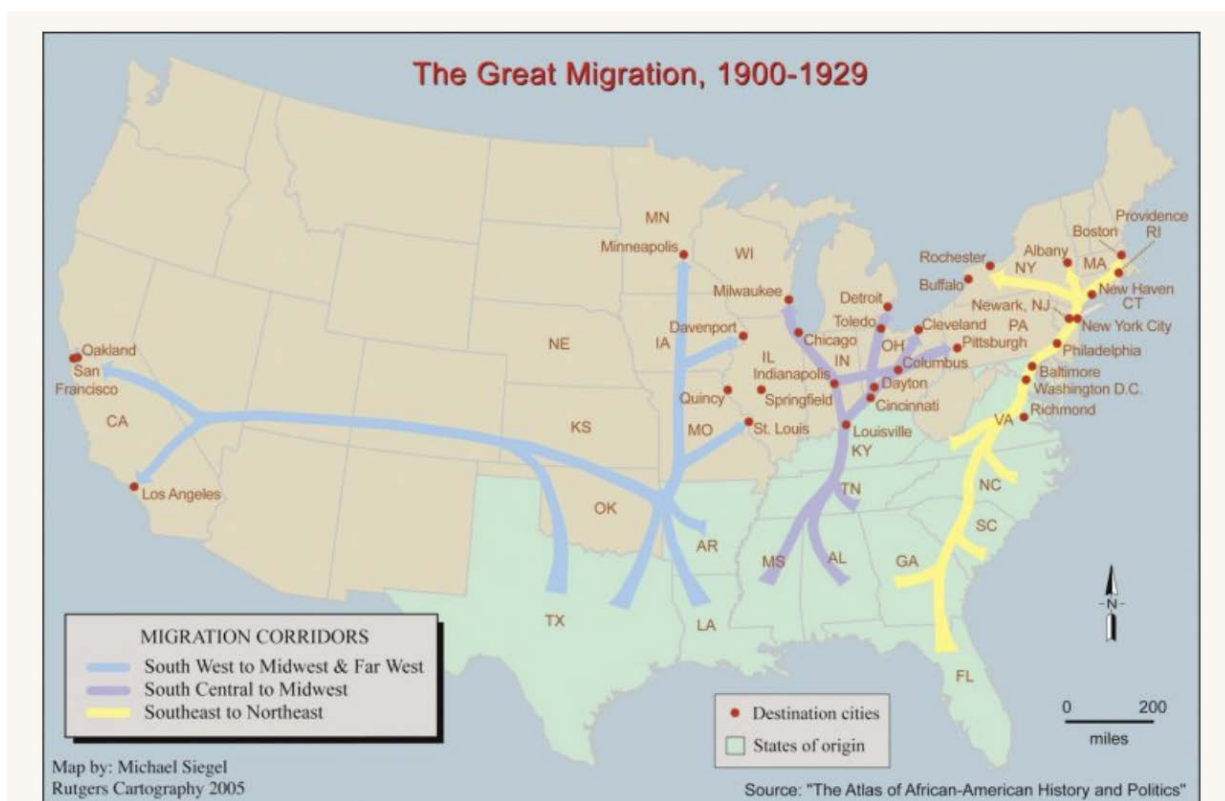 The Great Migration, 1900-1929
Providence
RI
Boston
MN
Minneapolis
WI
Rochester
Albany
NY
MA
Buffalo
New Haven
CT
Milwaukee
Detroit
Newark, NJ
New York City
Toledo
Cleveland
PA
Davenport
Chicago
Pittsburgh
Philadelphia
Oakland
San
Francisco
NE
IA
IL
IN
OH
Columbus
Indianapolis
Baltimore
Washington D.C.
Dayton
Quincy
Springfield
Cincinnati
Richmond
CA
KS
MO
St. Louis
Louisville
KY
VA
Los Angeles
TN
NC
OK
SC
AR
MS
AL
GA
TX
LA
FL
-N-
MIGRATION CORRIDORS
South West to Midwest & Far West
South Central to Midwest
Southeast to Northeast
Destination cities
States of origin
0 200
miles
Map by: Michael Siegel
Rutgers Cartography 2005
Source: "The Atlas of African-American History and Politics"